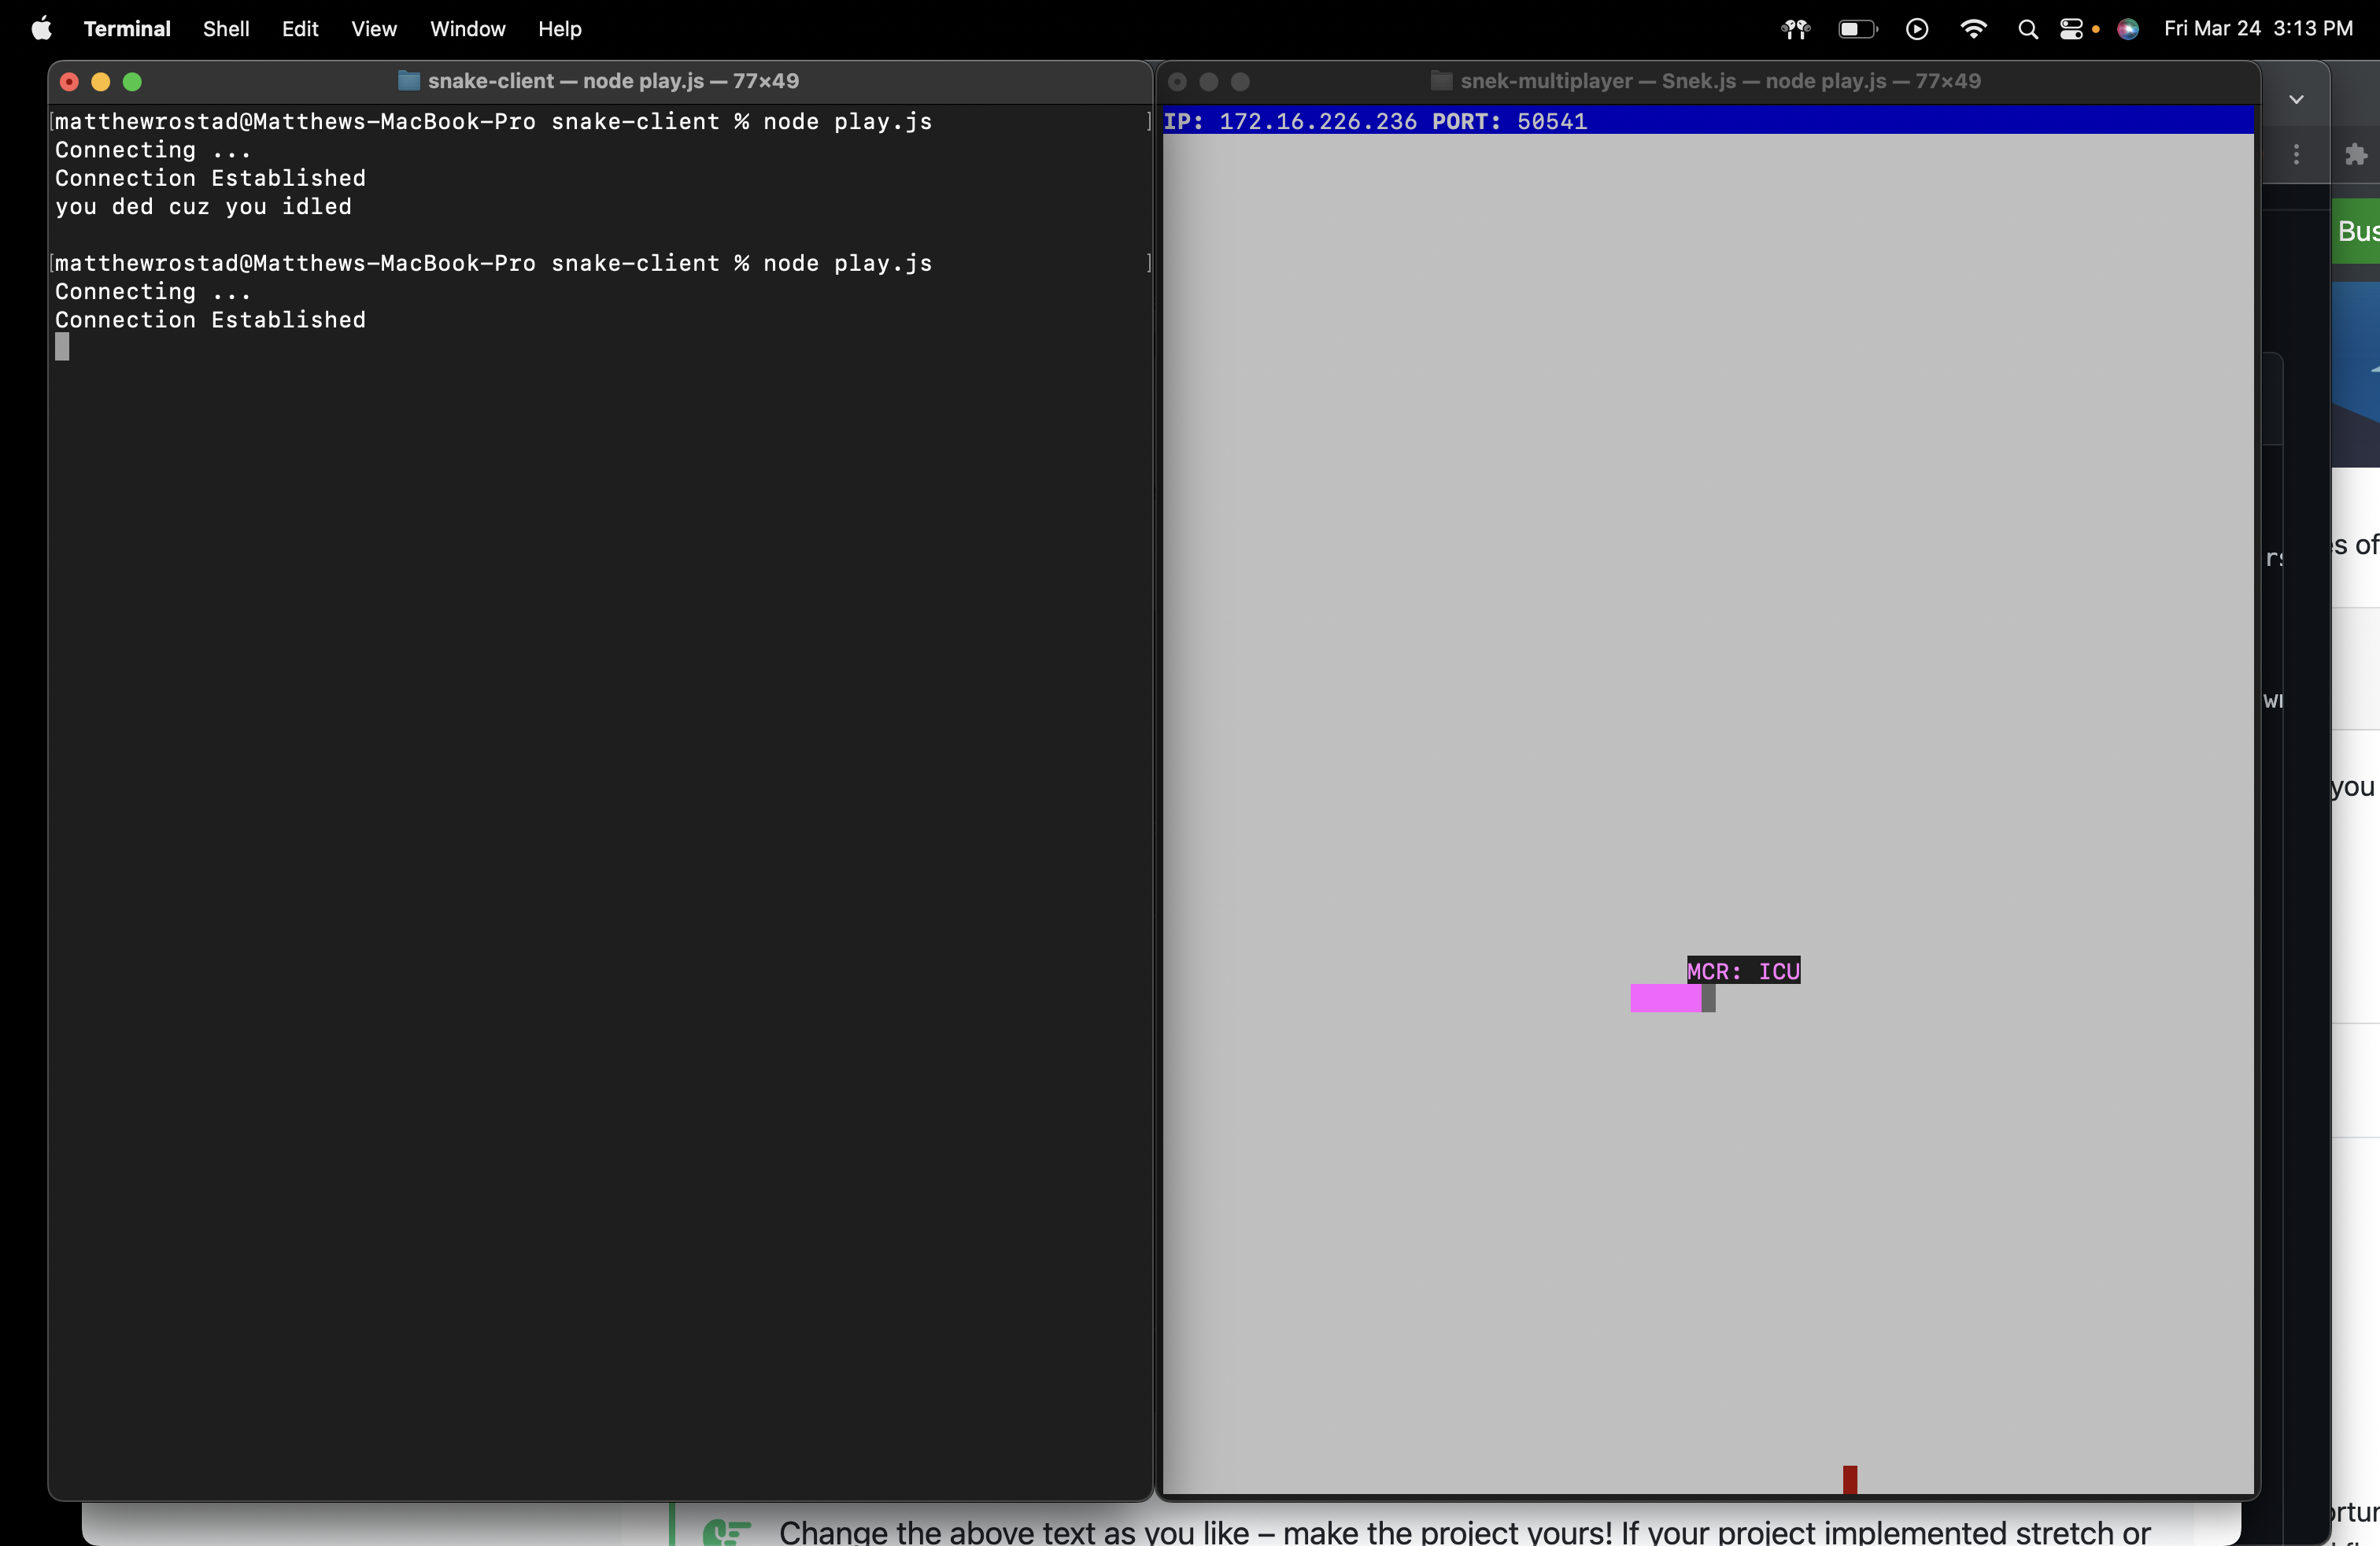 Terminal Shell Edit View Window Help Fri Mar 24 3:13 PM
snake-client — node play.js — 77×49
[matthewrostad@Matthews-MacBook-Pro snake-client % node play.js ]
Connecting ...
Connection Established
you ded cuz you idled
[matthewrostad@Matthews-MacBook-Pro snake-client % node play.js ]
Connecting ...
Connection Established
snek-multiplayer — Snek.js — node play.js — 77×49
IP: 172.16.226.236 PORT: 50541
MCR: ICU
Bus
s of
you
Change the above text as you like – make the project yours! If your project implemented stretch or